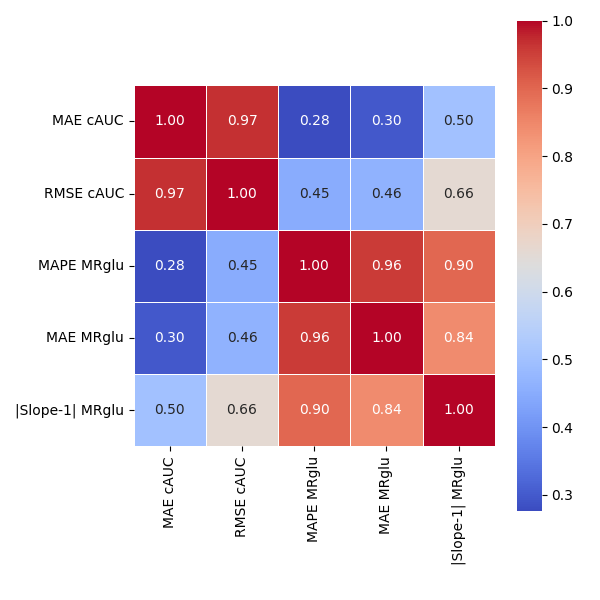 1.0
MAE cAUC 1.00 0.97 0.28 0.30 0.50
RMSE cAUC 0.97 1.00 0.45 0.46 0.66
MAPE MRglu 0.28 0.45 1.00 0.96 0.90
MAE MRglu 0.30 0.46 0.96 1.00 0.84
|Slope-1| MRglu 0.50 0.66 0.90 0.84 1.00
MAE cAUC
RMSE cAUC
MAPE MRglu
MAE MRglu
|Slope-1| MRglu
0.9
0.8
0.7
0.6
0.5
0.4
0.3